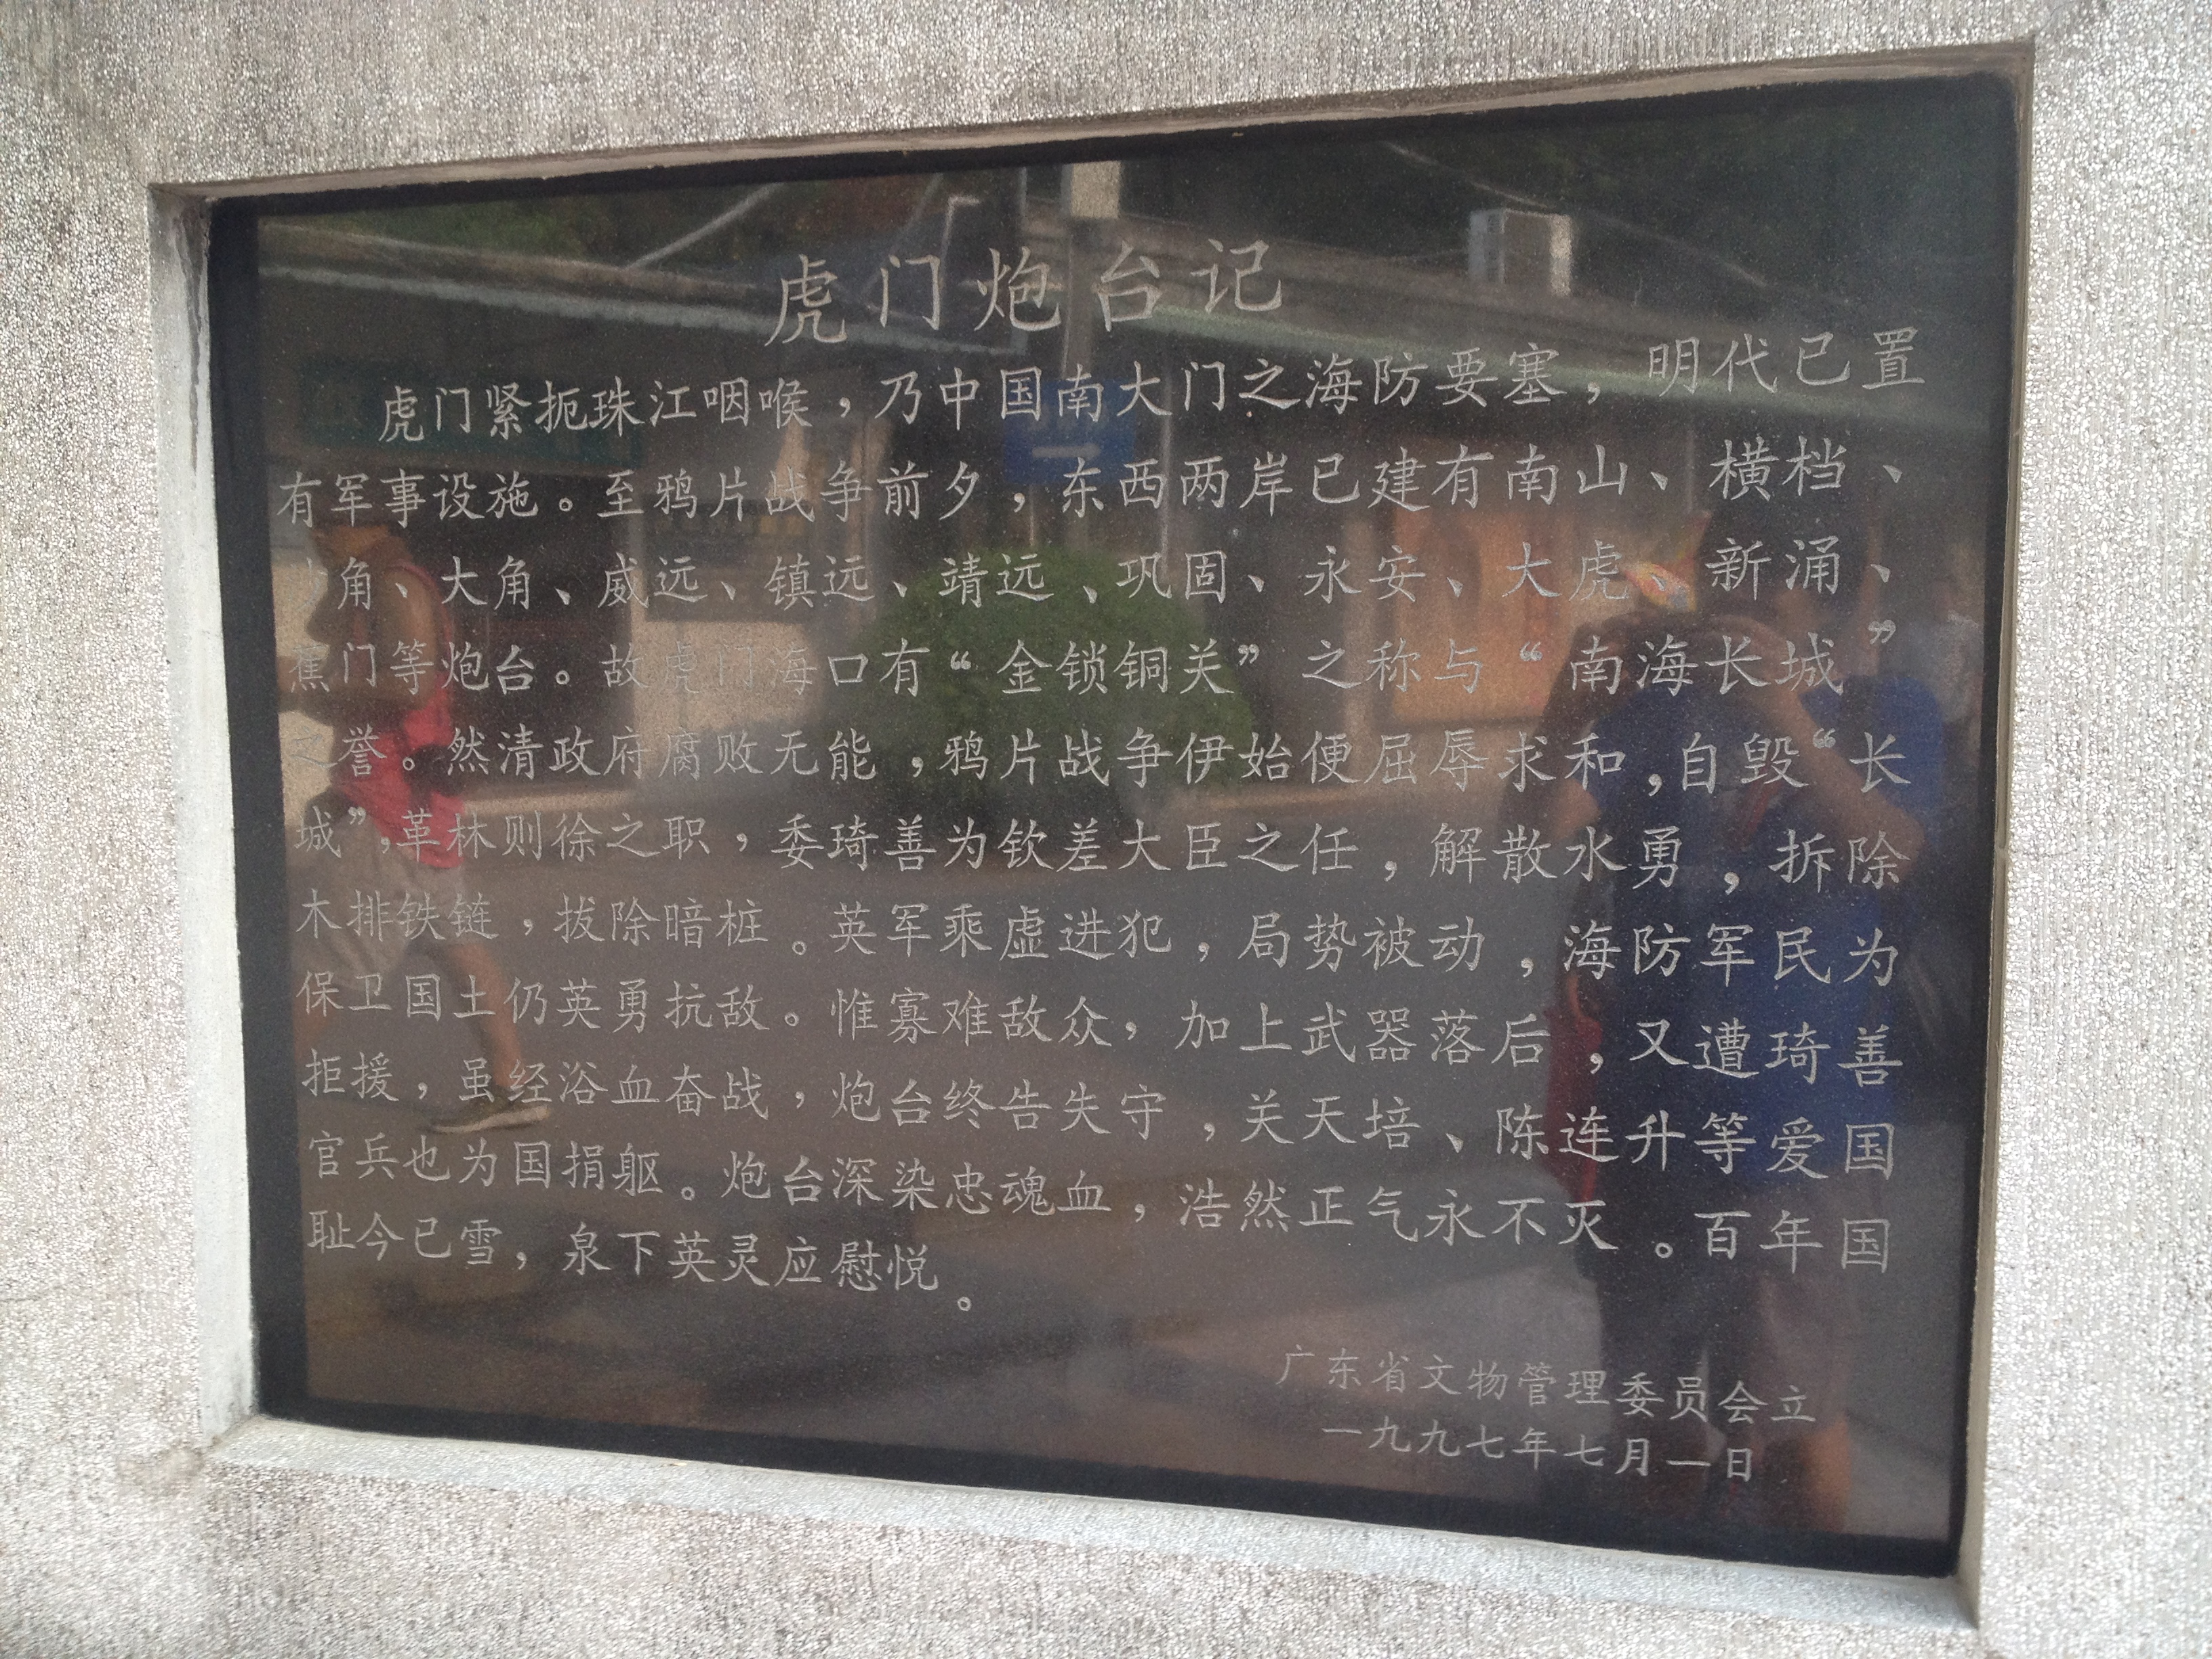 虎门炮台记
虎门紧扼珠江咽喉，乃中国南大门之海防要塞，明代已置
有军事设施。至鸦片战争前夕，东西两岸已建有南山、横档、
沙角、大角、威远、镇远、靖远、巩固、永安、大虎、新涌、
蕉门等炮台。故虎门海口有“金锁铜关”之称与“南海长城”
之誉。然清政府腐败无能，鸦片战争伊始便屈辱求和，自毁“长
城”，革林则徐之职，委琦善为钦差大臣之任，解散水勇，拆除
木排铁链，拔除暗桩。英军乘虚进犯，局势被动，海防军民为
保卫国土仍英勇抗敌。惟寡难敌众，加上武器落后，又遭琦善
拒援，虽经浴血奋战，炮台终告失守，关天培、陈连升等爱国
官兵也为国捐躯。炮台深染忠魂血，浩然正气永不灭。百年国
耻今已雪，泉下英灵应慰悦。
广东省文物管理委员会立
一九九七年七月一日